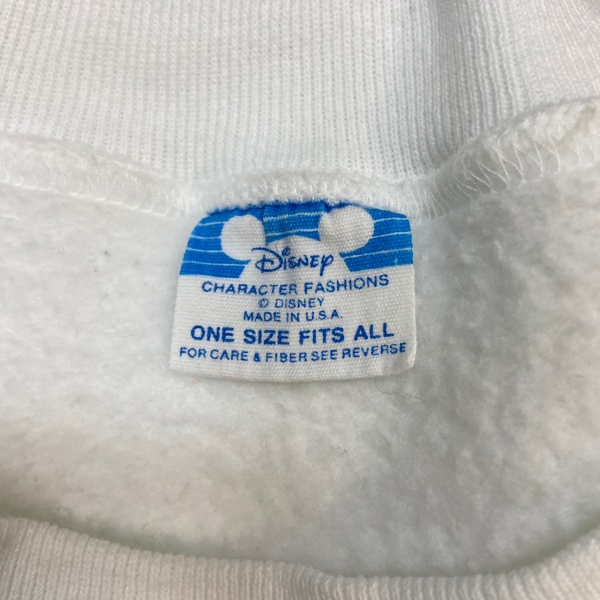 © DISNEY
CHARACTER FASHIONS
© DISNEY
MADE IN U.S.A.
ONE SIZE FITS ALL
FOR CARE & FIBER SEE REVERSE